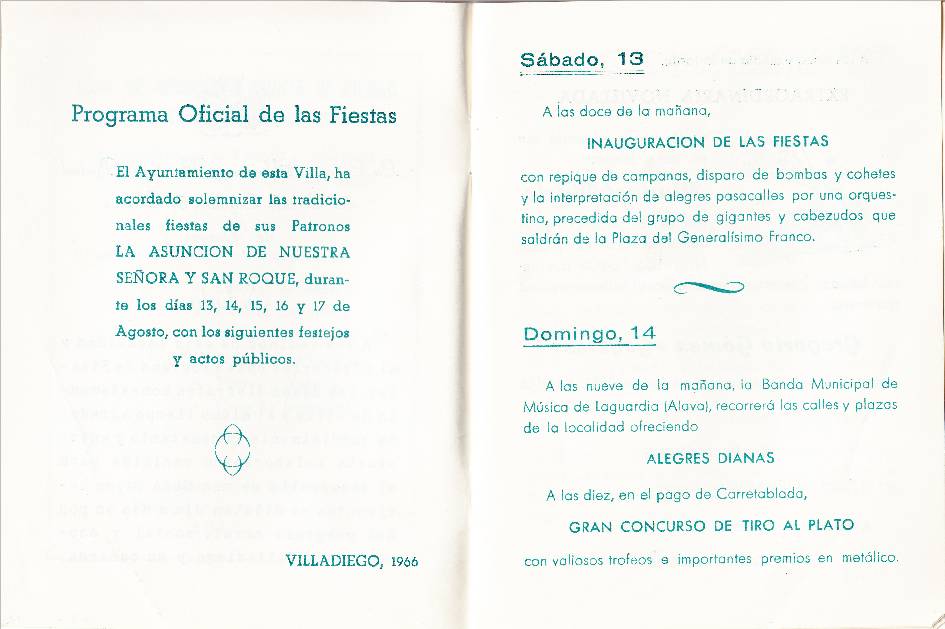 Programa Oficial de las Fiestas
El Ayuntamiento de esta Villa, ha
acordado solemnizar las tradicio-
nales fiestas de sus Patronos
LA ASUNCION DE NUESTRA
SEÑORA Y SAN ROQUE, duran-
te los días 13, 14, 15, 16 y 17 de
Agosto, con los siguientes festejos
y actos públicos.
VILLADIEGO, 1966
Sábado, 13
A las doce de la mañana,
INAUGURACION DE LAS FIESTAS
con repique de campanas, disparo de bombas y cohetes
y la interpretación de alegres pasacalles por una orques-
tina, precedida del grupo de gigantes y cabezudos que
saldrán de la Plaza del Generalísimo Franco.
Domingo, 14
A las nueve de la mañana, la Banda Municipal de
Música de Laguardia (Alava), recorrerá las calles y plazas
de la localidad ofreciendo
ALEGRES DIANAS
A las diez, en el pago de Carretablada,
GRAN CONCURSO DE TIRO AL PLATO
con valiosos trofeos e importantes premios en metálico.